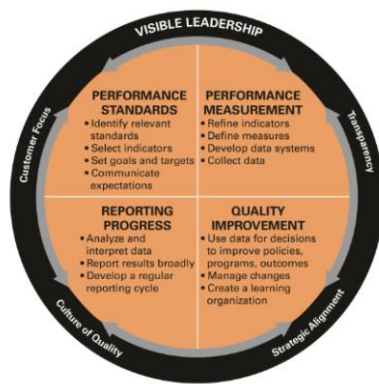 VISIBLE LEADERSHIP
Customer Focus
Transparency
PERFORMANCE
STANDARDS
• Identify relevant
standards
• Select indicators
• Set goals and targets
• Communicate
expectations
PERFORMANCE
MEASUREMENT
• Refine indicators
• Define measures
• Develop data systems
• Collect data
REPORTING
PROGRESS
• Analyze and
interpret data
• Report results broadly
• Develop a regular
reporting cycle
QUALITY
IMPROVEMENT
• Use data for decisions
to improve policies,
programs, outcomes
• Manage changes
• Create a learning
organization
Culture of Quality
Strategic Alignment